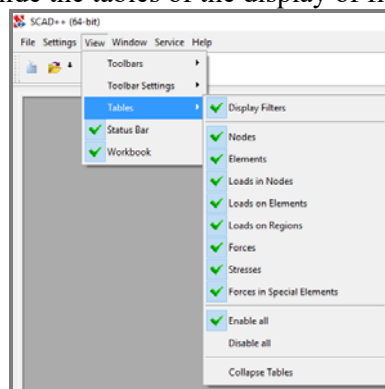 SCAD++ (64-bit)
File Settings View Window Service Help
Toolbars
Toolbar Settings
Tables
Status Bar
Workbook
Display Filters
Nodes
Elements
Loads in Nodes
Loads on Elements
Loads on Regions
Forces
Stresses
Forces in Special Elements
Enable all
Disable all
Collapse Tables